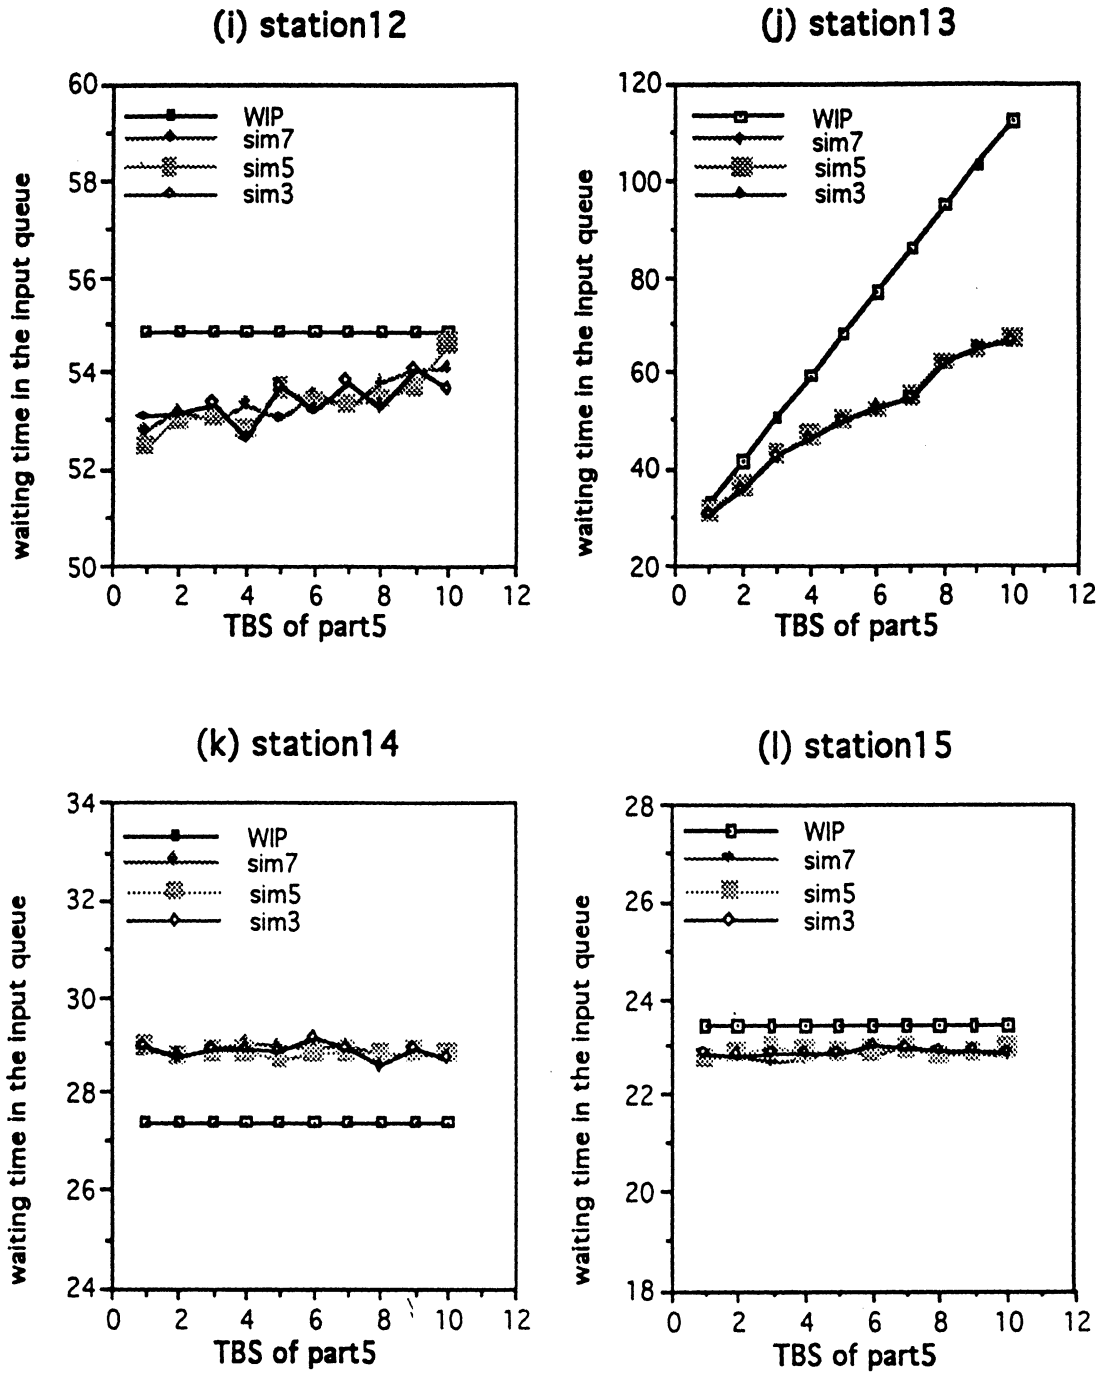 (i) station12
60
58
56
54
52
50
0 2 4 6 8 10 12
WIP
sim7
sim5
sim3
waiting time in the input queue
TBS of part5
(j) station13
120
100
80
60
40
20
0 2 4 6 8 10 12
WIP
sim7
sim5
sim3
waiting time in the input queue
TBS of part5
(k) station14
34
32
30
28
26
24
0 2 4 6 8 10 12
WIP
sim7
sim5
sim3
waiting time in the input queue
TBS of part5
(l) station15
28
26
24
22
20
18
0 2 4 6 8 10 12
WIP
sim7
sim5
sim3
waiting time in the input queue
TBS of part5